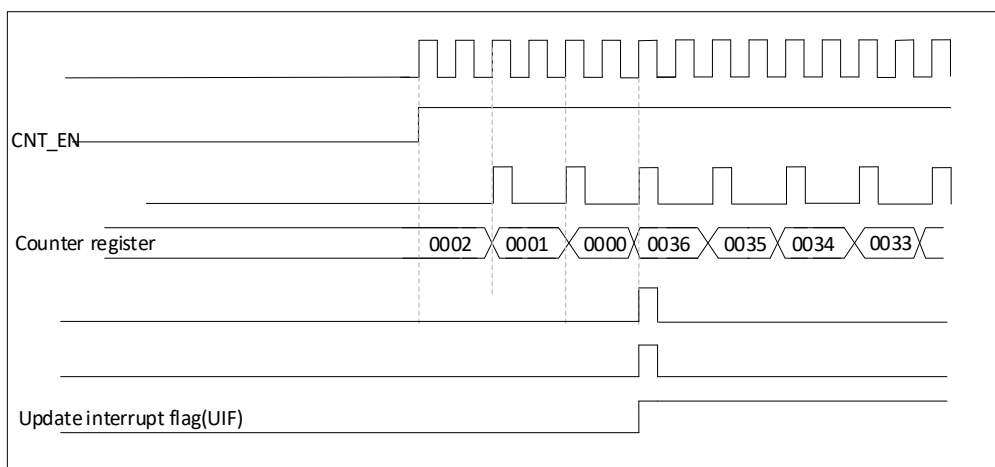 CNT_EN
Counter register
0002 0001 0000 0036 0035 0034 0033
Update interrupt flag(UIF)